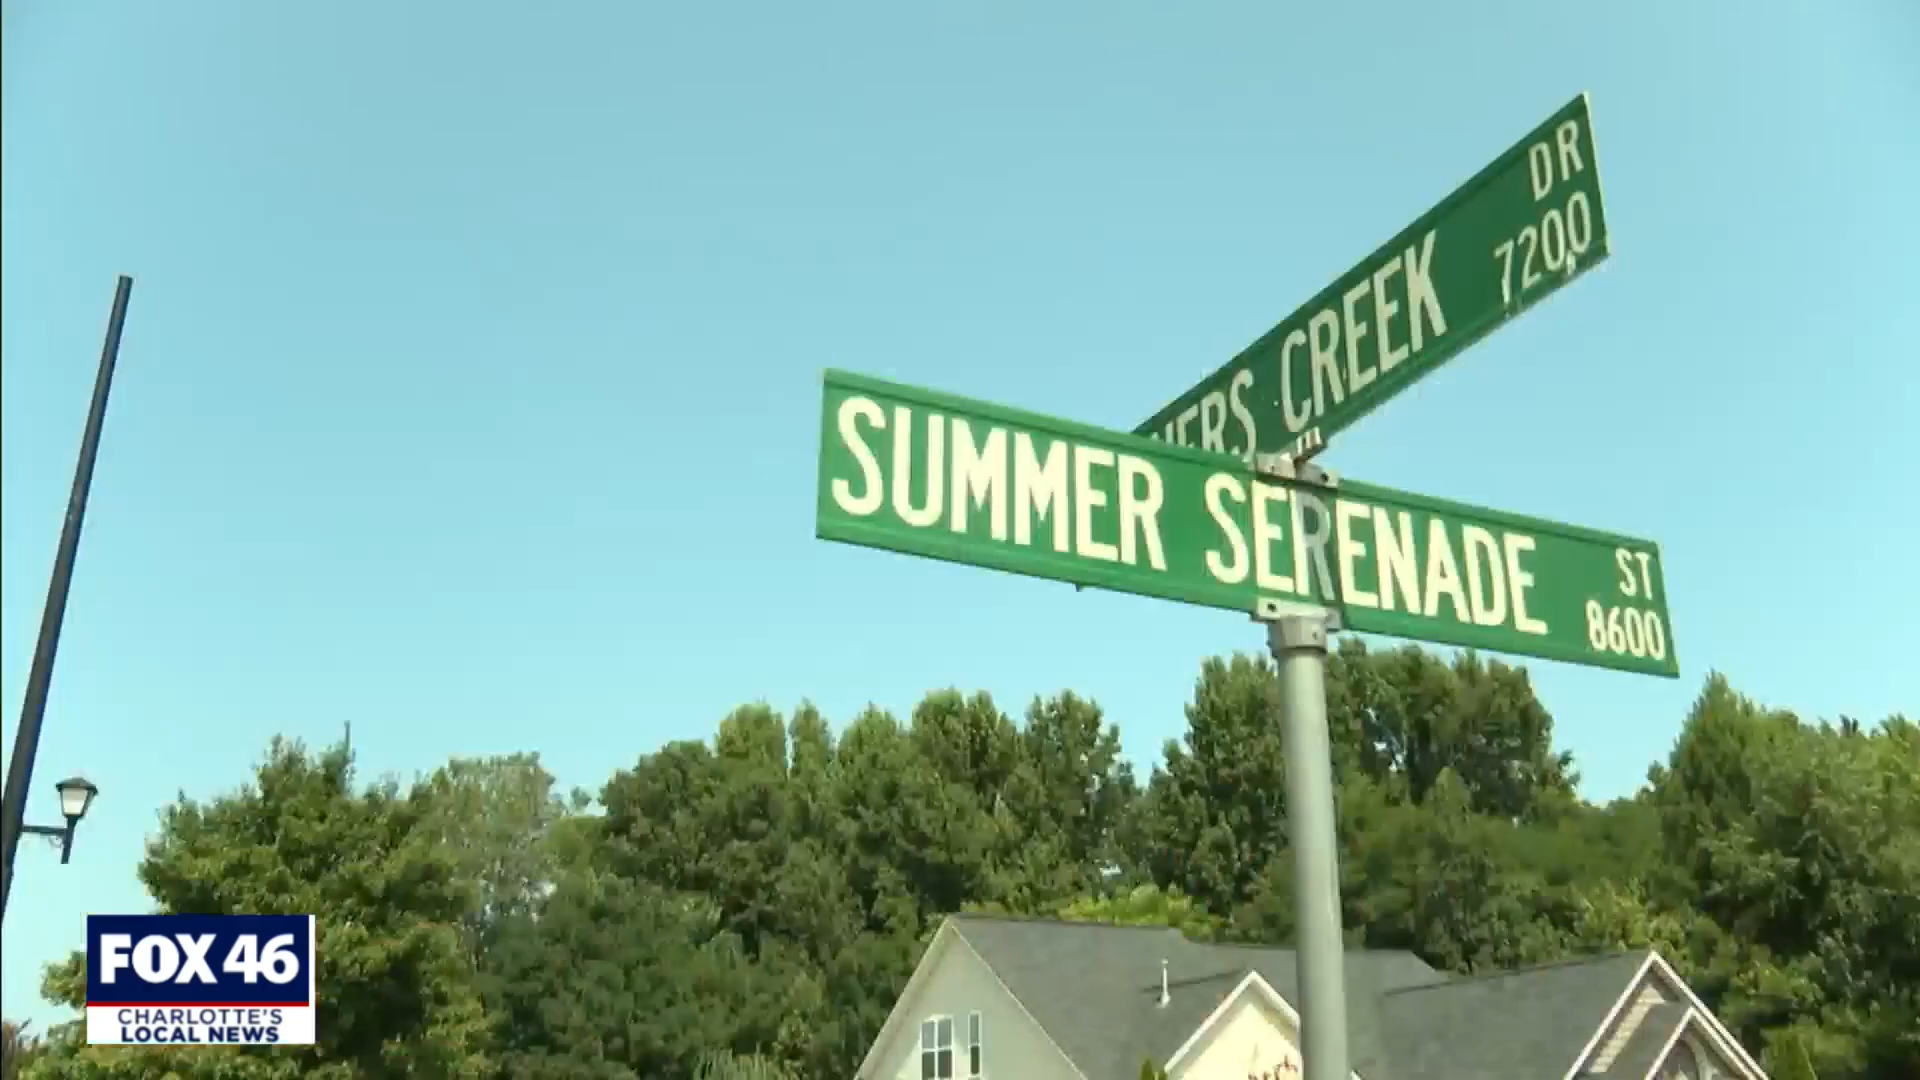 DR
CREEK 7200
SUMMER SERENADE ST
8600
FOX 46
CHARLOTTE'S
LOCAL NEWS